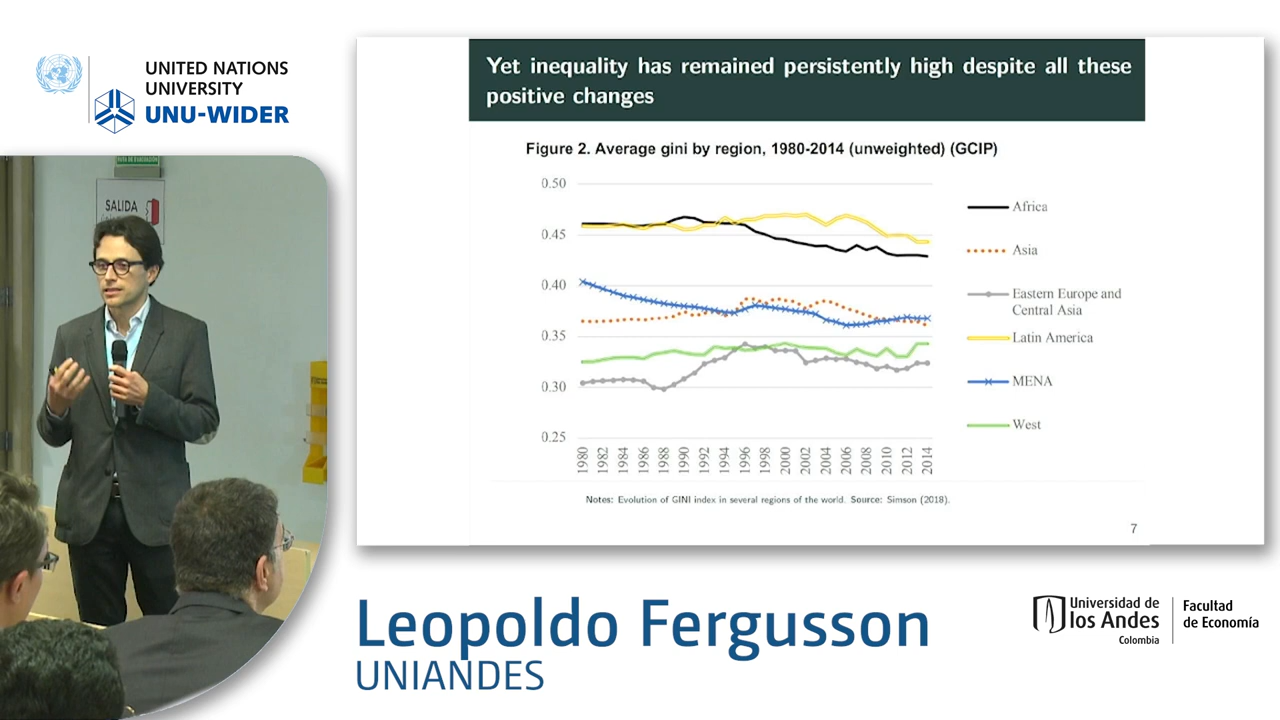 UNITED NATIONS
UNIVERSITY
UNU-WIDER
SALIDA
Yet inequality has remained persistently high despite all these
positive changes
Figure 2. Average gini by region, 1980-2014 (unweighted) (GCIP)
0.50
0.45
0.40
0.35
0.30
0.25
1980
1982
1984
1986
1988
1990
1992
1994
1996
1998
2000
2002
2004
2006
2008
2010
2012
2014
Africa
Asia
Eastern Europe and
Central Asia
Latin America
MENA
West
Notes: Evolution of GINI index in several regions of the world. Source: Simson (2018).
7
Leopoldo Fergusson
UNIANDES
Universidad de
los Andes
Colombia
Facultad
de Economía